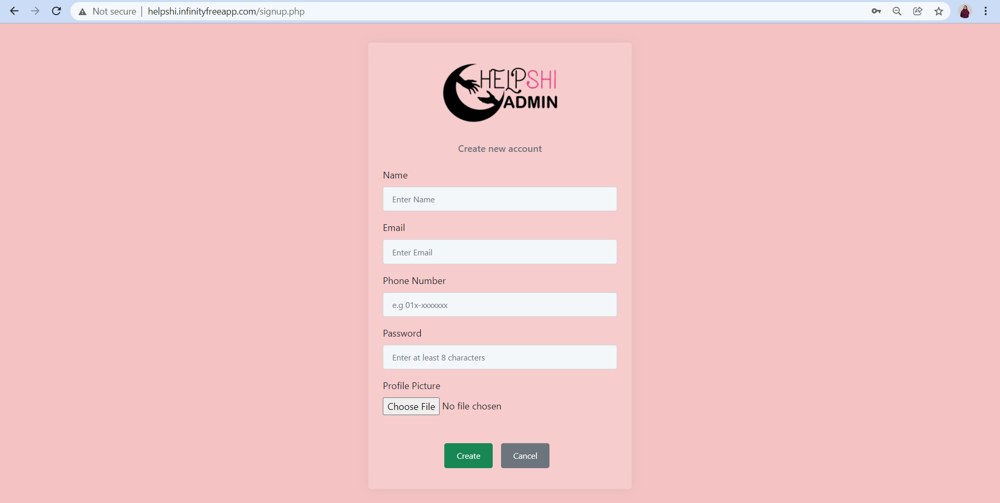 Not secure | helpshi.infinityfreeapp.com/signup.php
HELPSHI
ADMIN
Create new account
Name
Enter Name
Email
Enter Email
Phone Number
e.g 01x-xxxxxxx
Password
Enter at least 8 characters
Profile Picture
Choose File No file chosen
Create Cancel